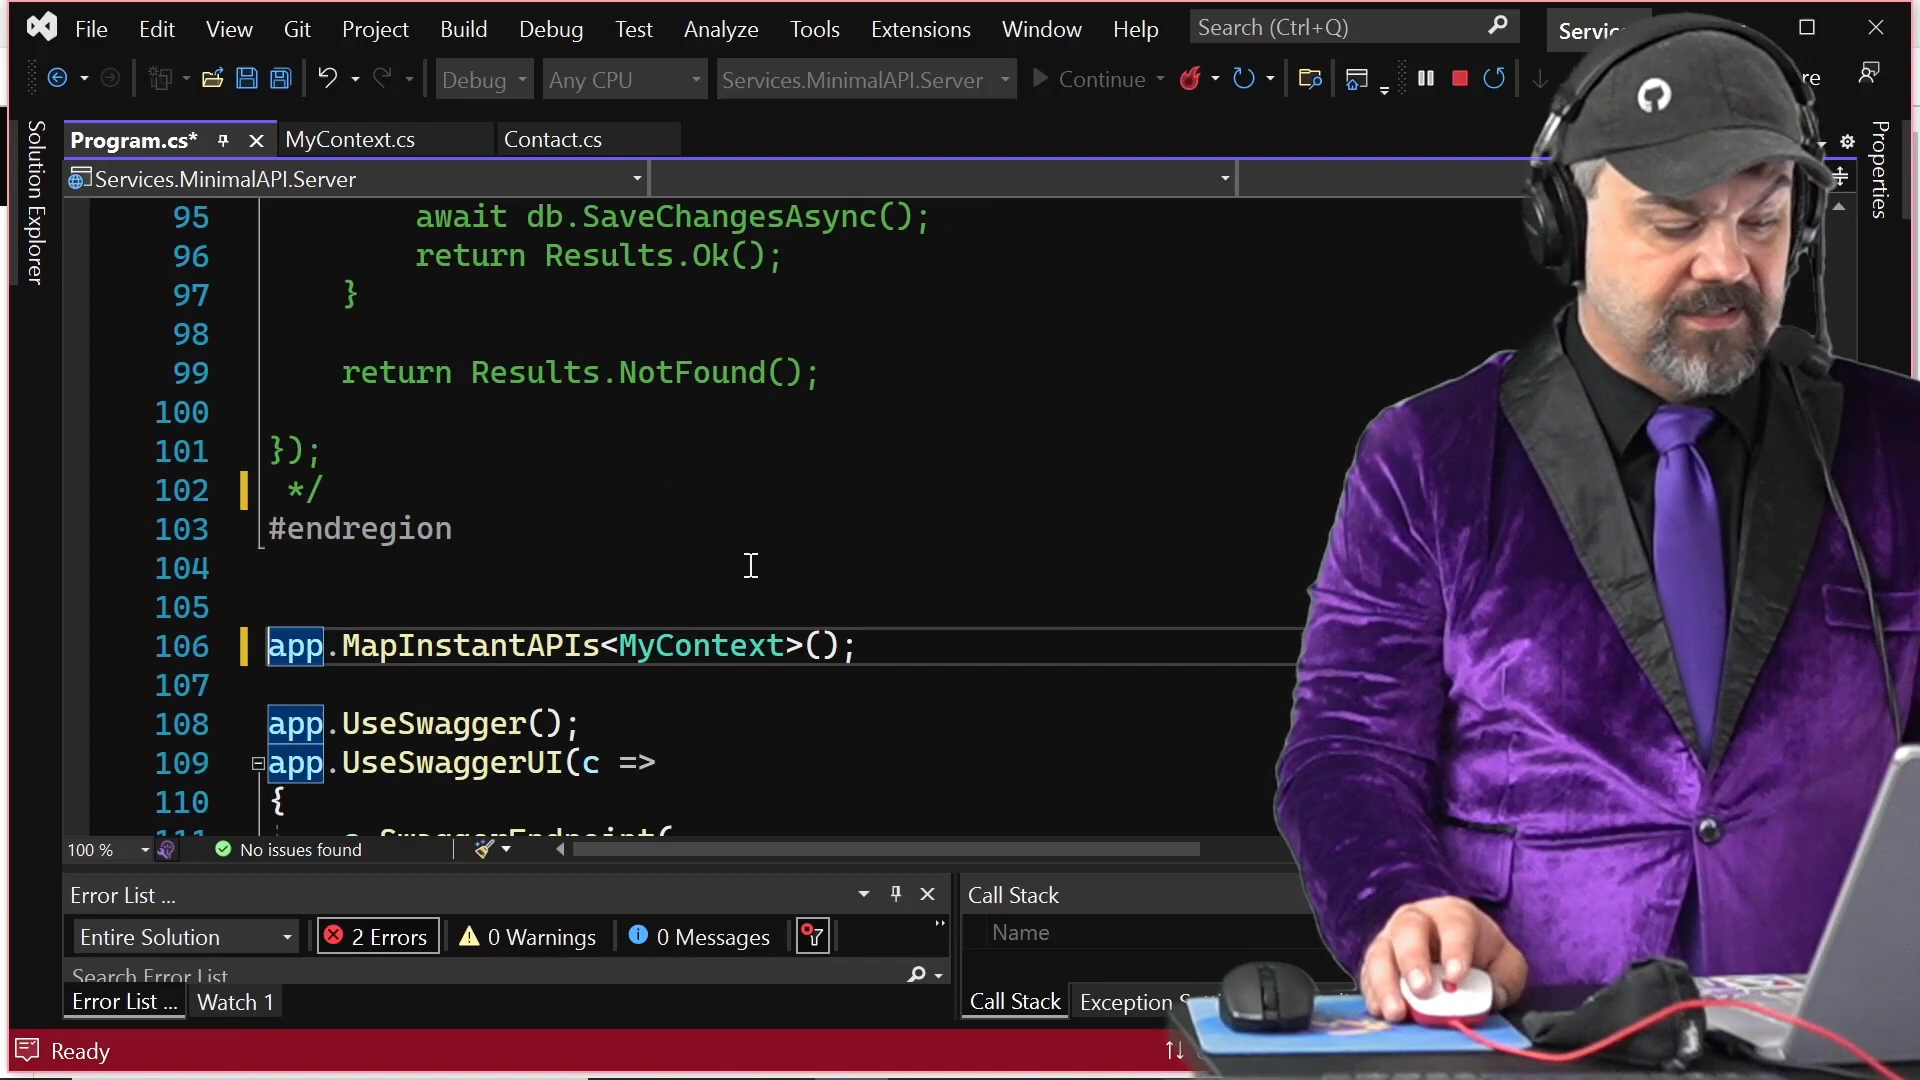 File Edit View Git Project Build Debug Test Analyze Tools Extensions Window Help Search (Ctrl+Q)
Debug Any CPU Services.MinimalAPI.Server Continue
Program.cs* MyContext.cs Contact.cs
Services.MinimalAPI.Server
Solution Explorer
Properties
95 await db.SaveChangesAsync();
96 return Results.Ok();
97 }
98
99 return Results.NotFound();
100
101 });
102 */
103 #endregion
104
105
106 app.MapInstantAPIs<MyContext>();
107
108 app.UseSwagger();
109 app.UseSwaggerUI(c =>
110 {
100 % No issues found
Error List ... Call Stack
Entire Solution 2 Errors 0 Warnings 0 Messages Name
Search Error List
Error List ... Watch 1 Call Stack Exception
Ready